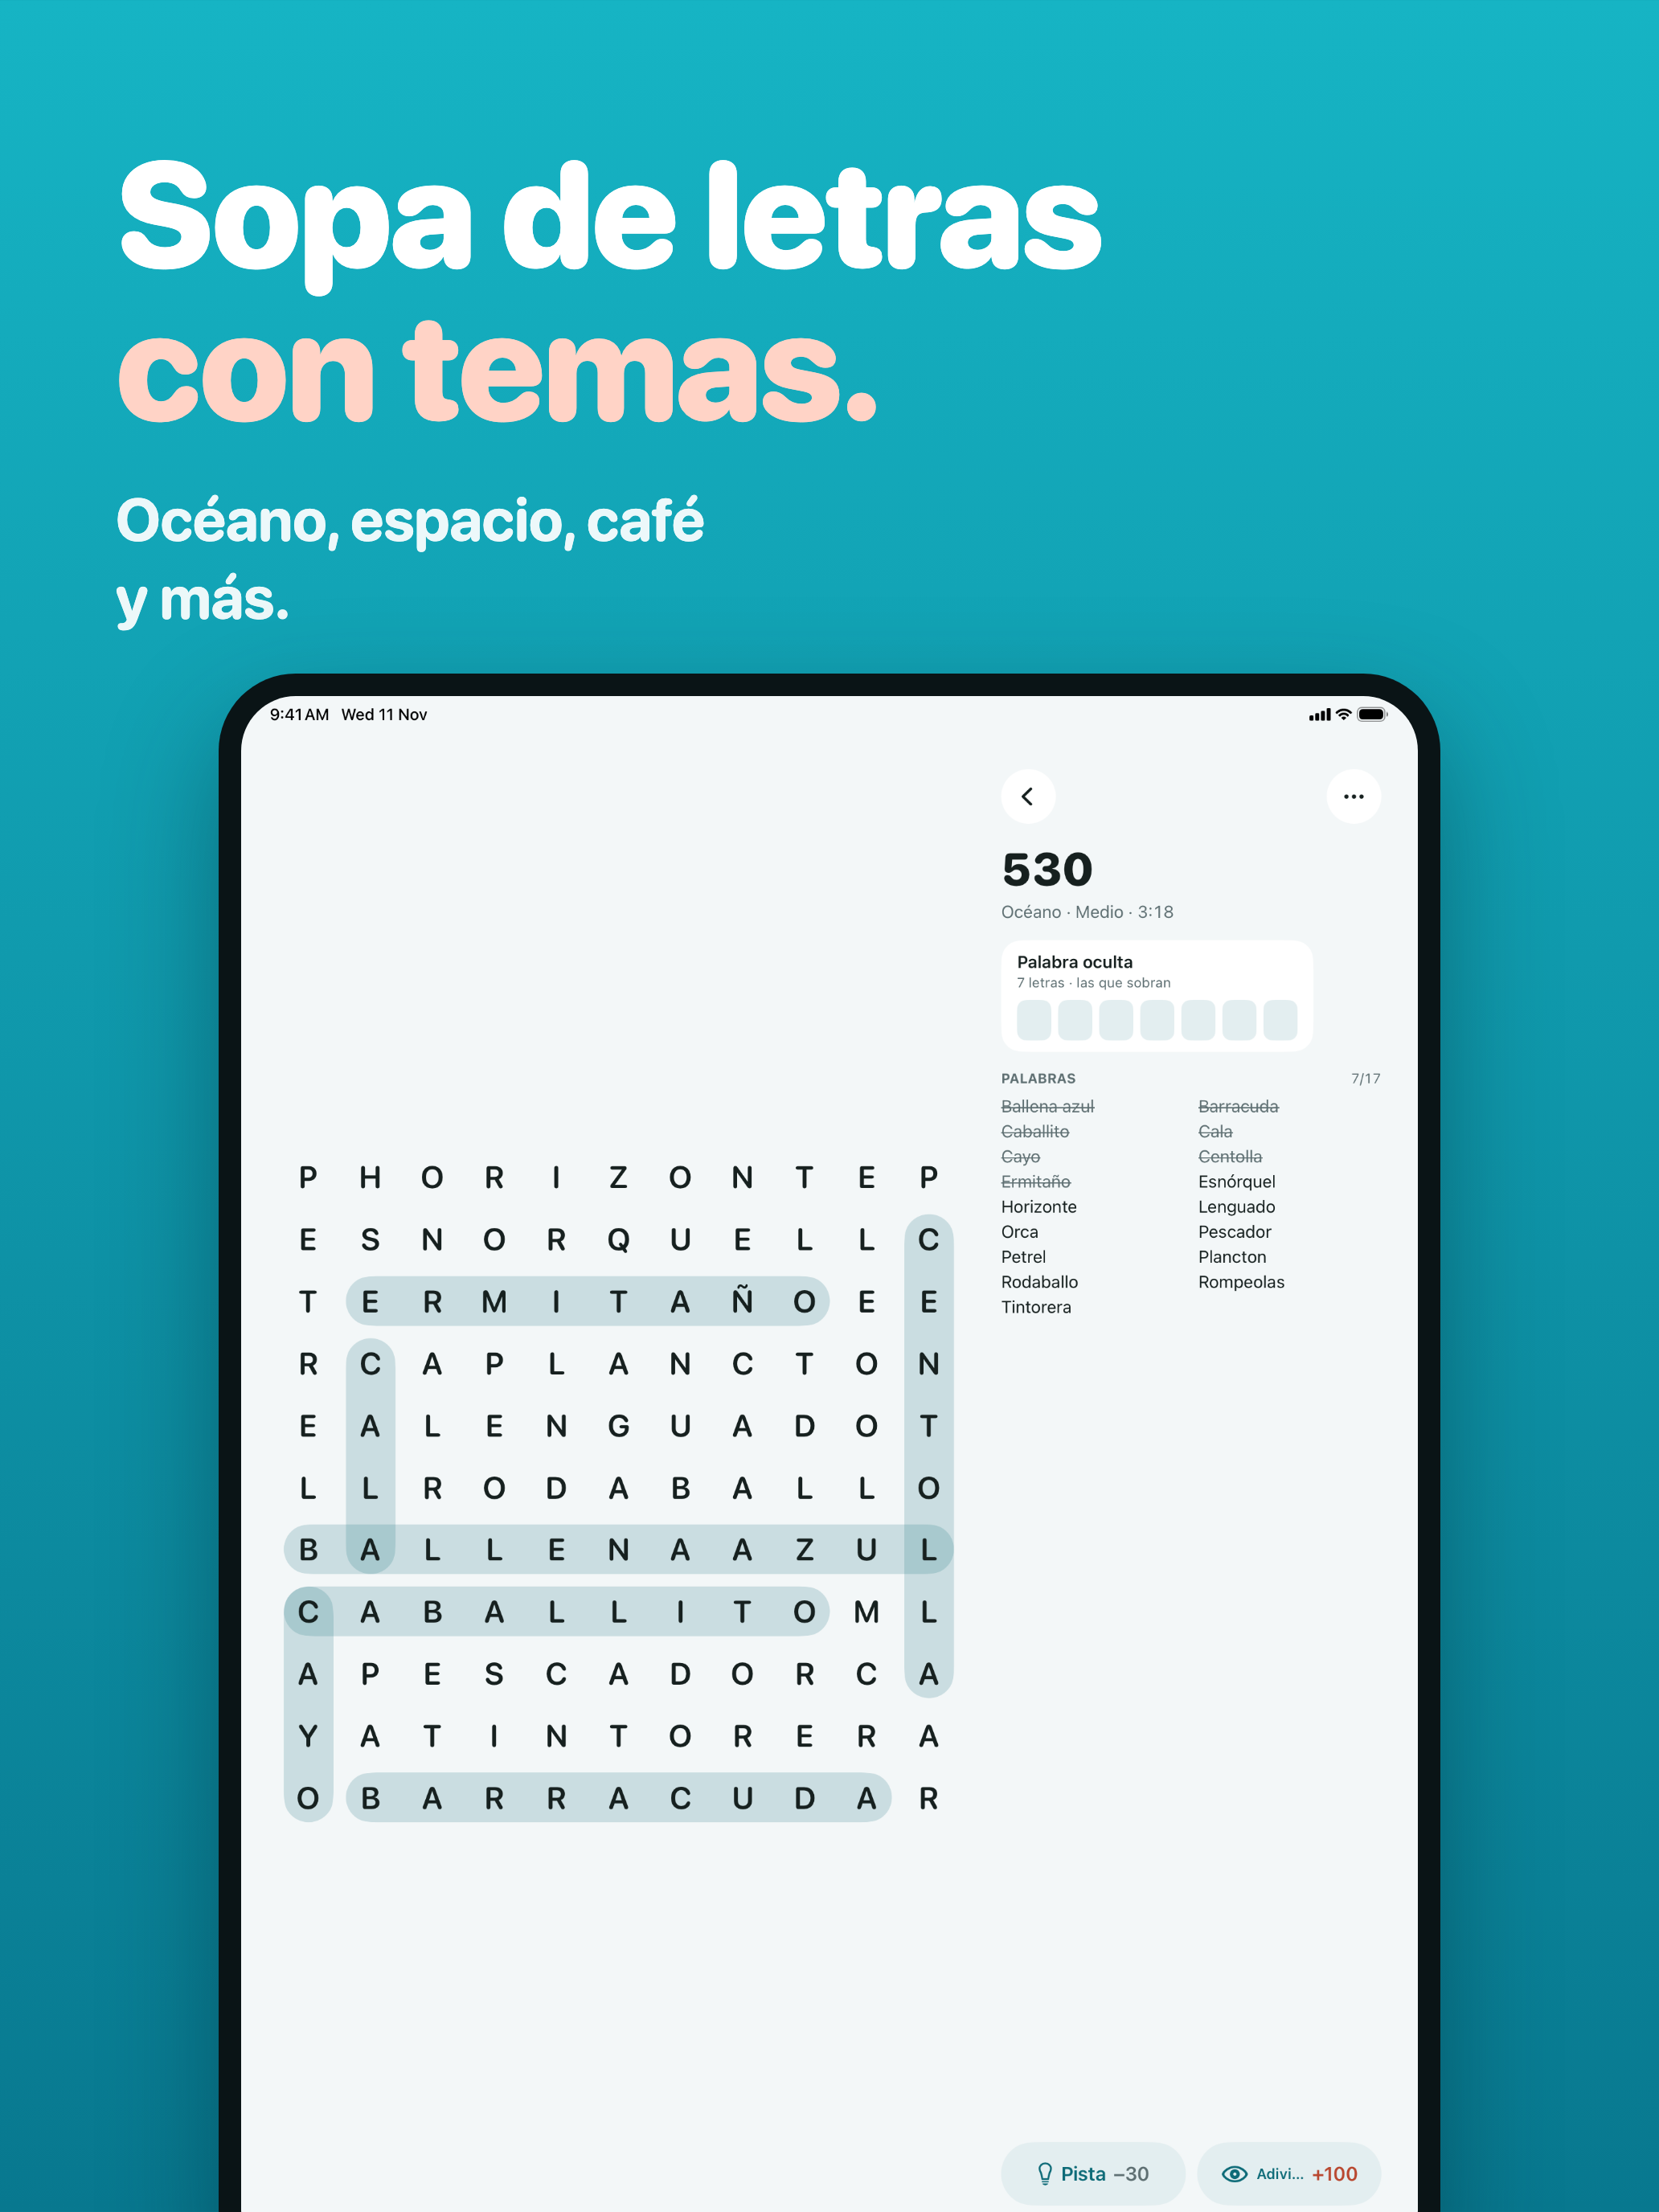 Sopa de letras
con temas.
Océano, espacio, café
y más.
9:41 AM Wed 11 Nov
530
Océano · Medio · 3:18
Palabra oculta
7 letras · las que sobran
PALABRAS 7/17
Ballena azul Barracuda
Caballito Cala
Cayo Centolla
Ermitaño Esnórquel
Horizonte Lenguado
Orca Pescador
Petrel Plancton
Rodaballo Rompeolas
Tintorera
P H O R I Z O N T E P
E S N O R Q U E L L C
T E R M I T A Ñ O E E
R C A P L A N C T O N
E A L E N G U A D O T
L L R O D A B A L L O
B A L L E N A A Z U L
C A B A L L I T O M L
A P E S C A D O R C A
Y A T I N T O R E R A
O B A R R A C U D A R
Pista −30
Adivi... +100